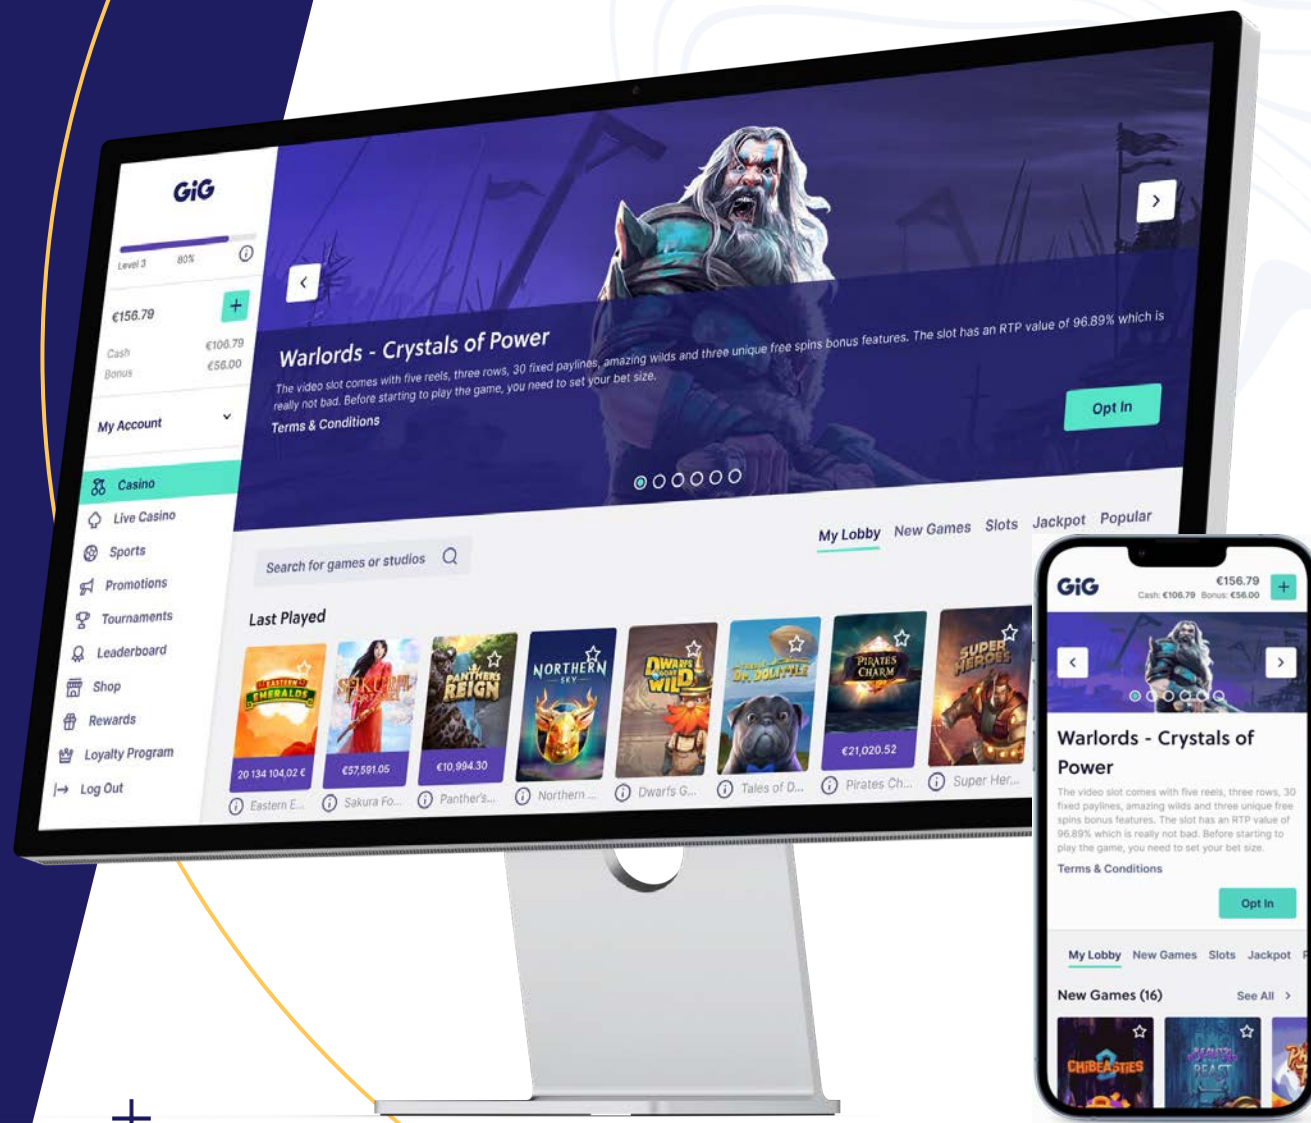 GiG
Level 3 80%
€156.79
+
Cash €106.79
Bonus €56.00
My Account
Casino
Live Casino
Sports
Promotions
Tournaments
Leaderboard
Shop
Rewards
Loyalty Program
Log Out
Warlords - Crystals of Power
The video slot comes with five reels, three rows, 30 fixed paylines, amazing wilds and three unique free spins bonus features. The slot has an RTP value of 96.89% which is
really not bad. Before starting to play the game, you need to set your bet size.
Terms & Conditions
Opt In
Search for games or studios
My Lobby New Games Slots Jackpot Popular
Last Played
EASTERN
EMERALDS
20 134 104,02 €
Eastern E...
€57,591.05
Sakura Fo...
PANTHER'S
REIGN
€10,994.30
Panther's...
NORTHERN
SKY
Northern ...
DWARFS
GONE
WILD
Dwarfs G...
DR. DOLITTLE
Tales of D...
PIRATES
CHARM
€21,020.52
Pirates Ch...
SUPER
HEROES
Super Her...
GiG
€156.79
Cash: €106.79 Bonus: €56.00
+
Warlords - Crystals of
Power
The video slot comes with five reels, three rows, 30
fixed paylines, amazing wilds and three unique free
spins bonus features. The slot has an RTP value of
96.89% which is really not bad. Before starting to
play the game, you need to set your bet size.
Terms & Conditions
Opt In
My Lobby New Games Slots Jackpot
New Games (16) See All
CHIBEASTIES
2
BEAST